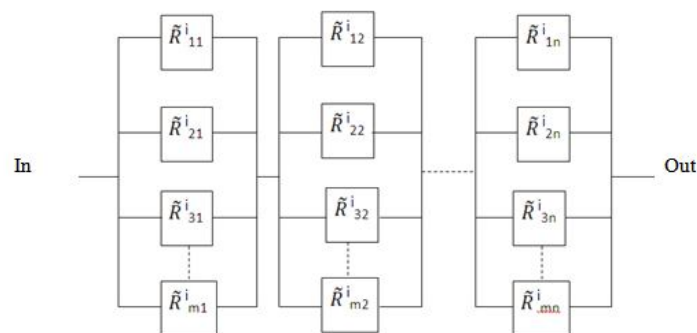 R̃ⁱ₁₁ R̃ⁱ₁₂ R̃ⁱ₁ₙ
R̃ⁱ₂₁ R̃ⁱ₂₂ R̃ⁱ₂ₙ
In Out
R̃ⁱ₃₁ R̃ⁱ₃₂ R̃ⁱ₃ₙ
R̃ⁱₘ₁ R̃ⁱₘ₂ R̃ⁱₘₙ